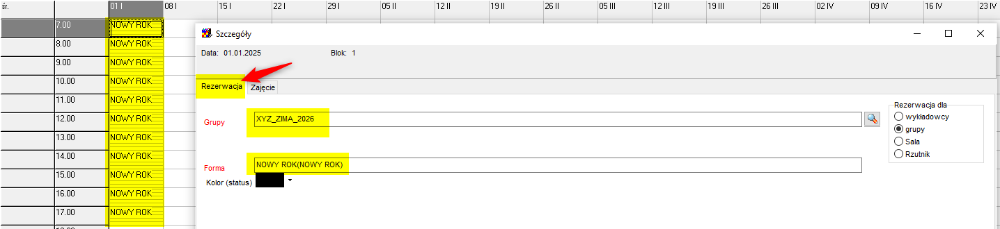 śr. 01 I 08 I 15 I 22 I 29 I 05 II 12 II 19 II 26 II 05 III 12 III 19 III 26 III 02 IV 09 IV 16 IV 23 IV
7.00 NOWY ROK
8.00 NOWY ROK
9.00 NOWY ROK
10.00 NOWY ROK
11.00 NOWY ROK
12.00 NOWY ROK
13.00 NOWY ROK
14.00 NOWY ROK
15.00 NOWY ROK
16.00 NOWY ROK
17.00 NOWY ROK
Szczegóły
Data: 01.01.2025 Blok: 1
Rezerwacja Zajęcie
Grupy XYZ_ZIMA_2026
Forma NOWY ROK(NOWY ROK)
Kolor (status)
Rezerwacja dla
wykładowcy
grupy
Sala
Rzutnik